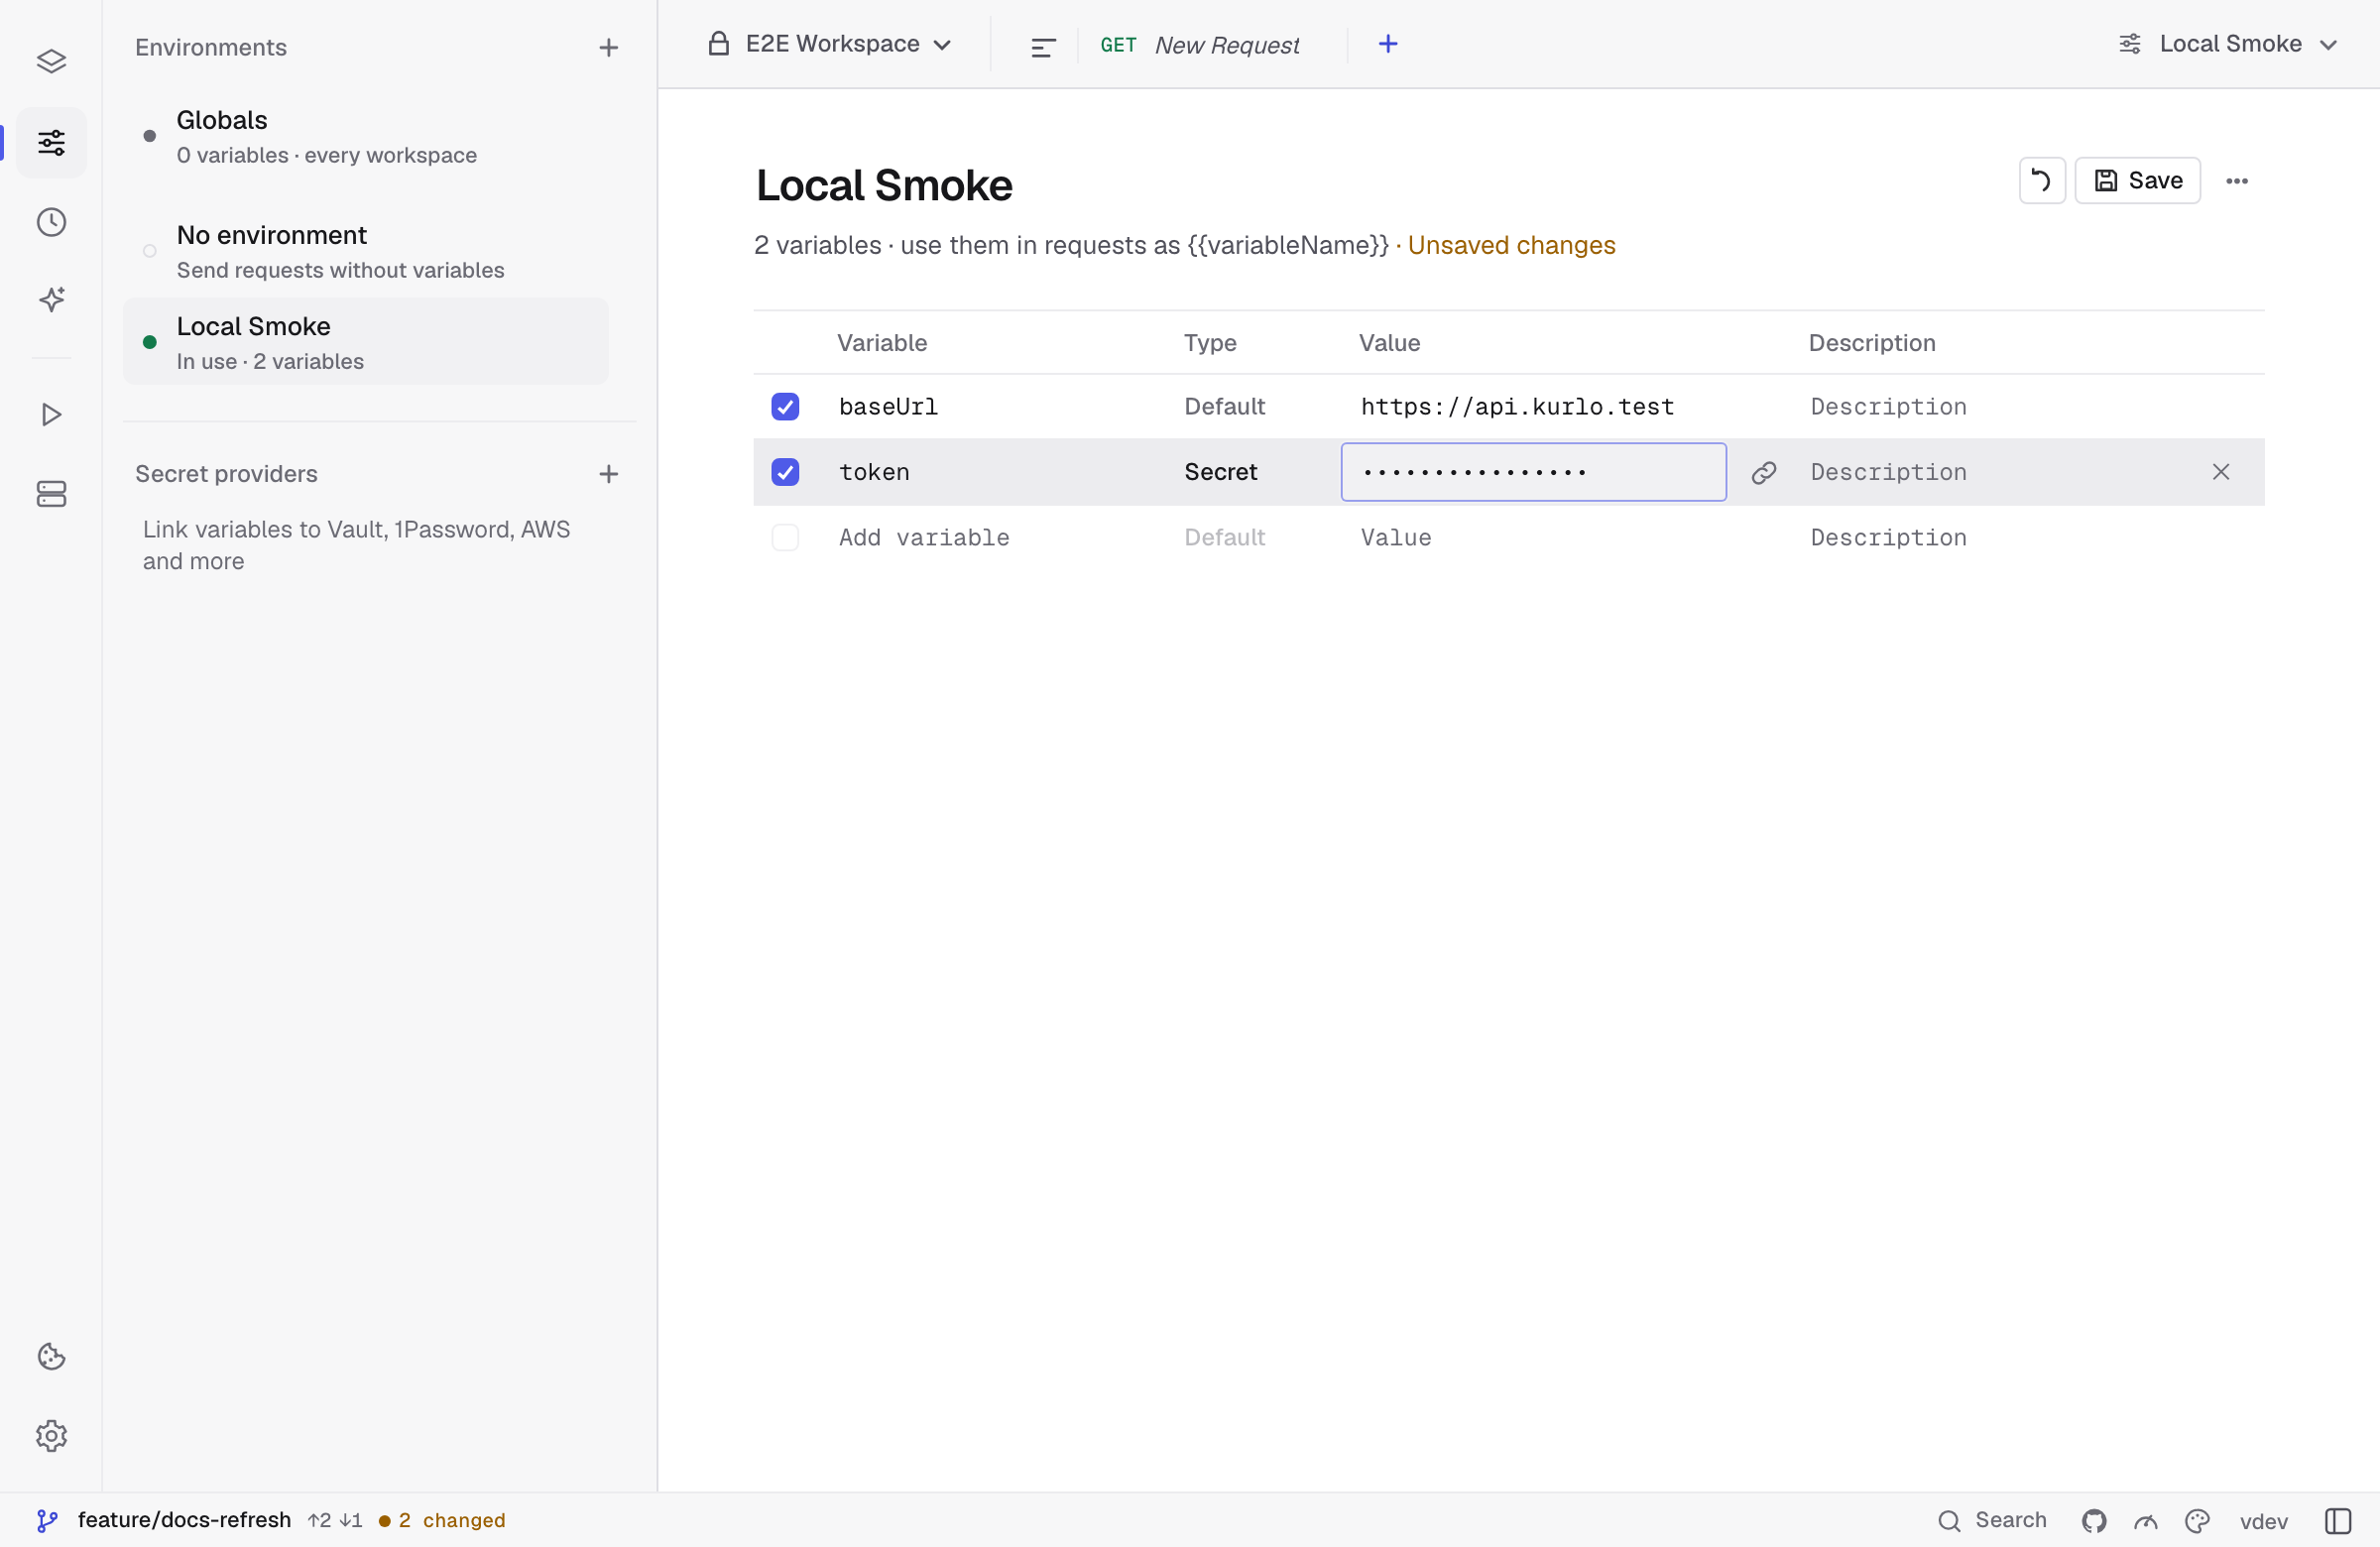 Environments
Globals
0 variables · every workspace
No environment
Send requests without variables
Local Smoke
In use · 2 variables
Secret providers
Link variables to Vault, 1Password, AWS
and more
E2E Workspace
GET New Request
Local Smoke
Local Smoke
Save
2 variables · use them in requests as {{variableName}} · Unsaved changes
Variable Type Value Description
baseUrl Default https://api.kurlo.test Description
token Secret •••••••••••••••• Description
Add variable Default Value Description
feature/docs-refresh ↑2 ↓1 ● 2 changed
Search vdev